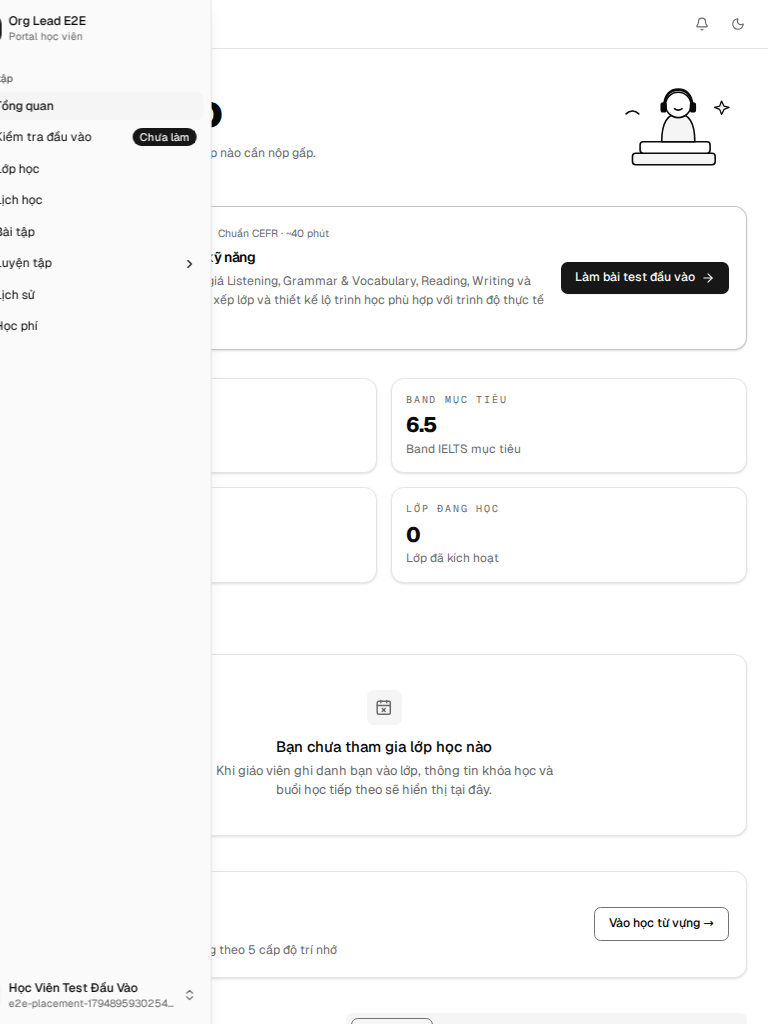 Org Lead E2E
Portal học viên
tập
Tổng quan
Kiểm tra đầu vào
Chưa làm
Lớp học
Lịch học
Bài tập
Luyện tập
Lịch sử
Học phí
Học Viên Test Đầu Vào
e2e-placement-1794895930254...
nào cần nộp gấp.
Chuẩn CEFR · ~40 phút
kỹ năng
giá Listening, Grammar & Vocabulary, Reading, Writing và
xếp lớp và thiết kế lộ trình học phù hợp với trình độ thực tế
Làm bài test đầu vào →
BAND MỤC TIÊU
6.5
Band IELTS mục tiêu
LỚP ĐANG HỌC
0
Lớp đã kích hoạt
Bạn chưa tham gia lớp học nào
Khi giáo viên ghi danh bạn vào lớp, thông tin khóa học và
buổi học tiếp theo sẽ hiển thị tại đây.
theo 5 cấp độ trí nhớ
Vào học từ vựng →